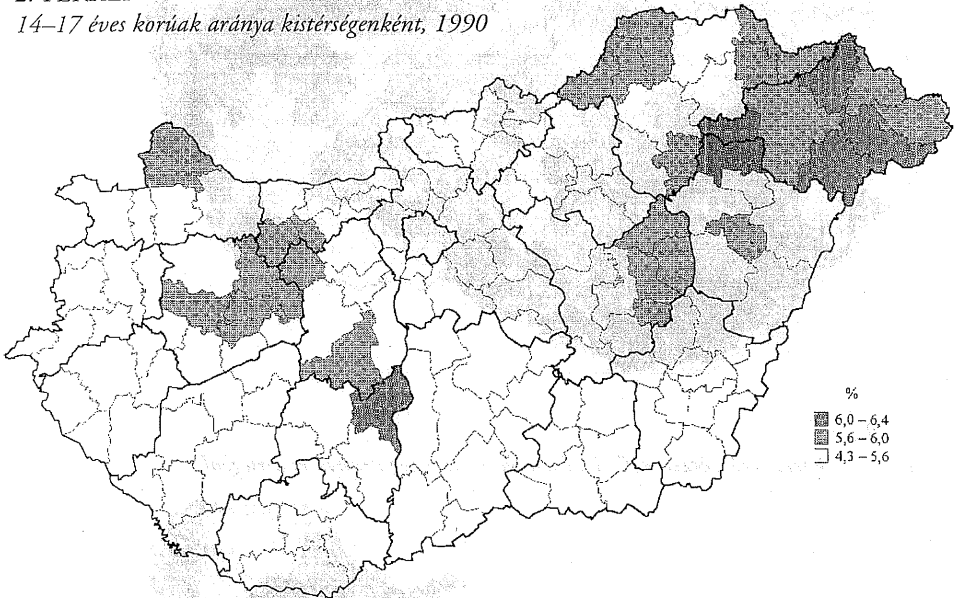 14–17 éves korúak aránya kistérségenként, 1990
%
6,0 – 6,4
5,6 – 6,0
4,3 – 5,6